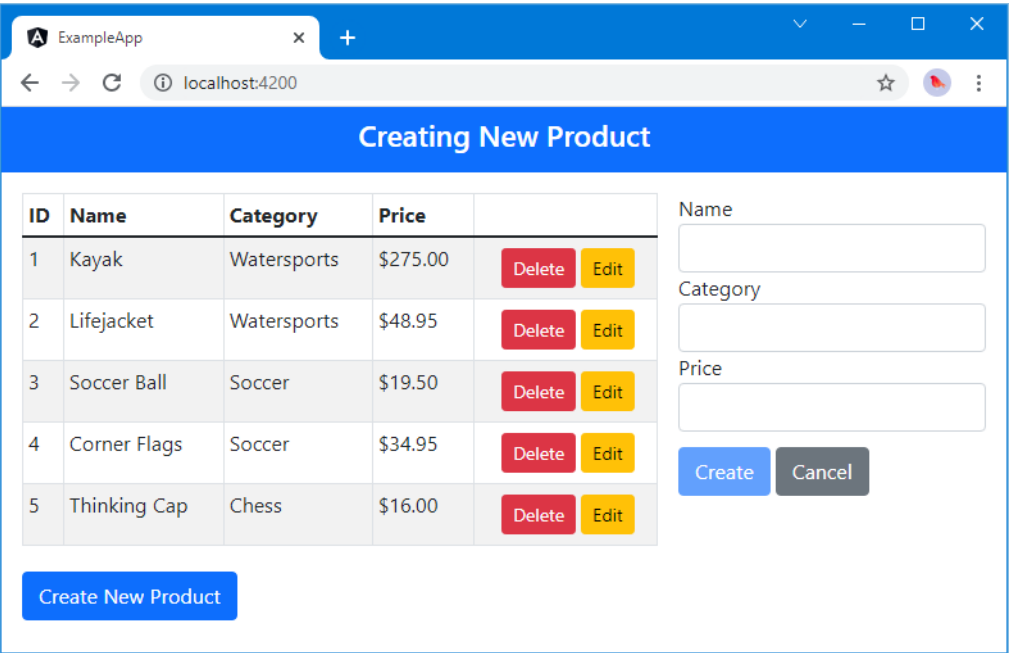 ExampleApp
localhost:4200
Creating New Product
ID Name Category Price
1 Kayak Watersports $275.00 Delete Edit
2 Lifejacket Watersports $48.95 Delete Edit
3 Soccer Ball Soccer $19.50 Delete Edit
4 Corner Flags Soccer $34.95 Delete Edit
5 Thinking Cap Chess $16.00 Delete Edit
Create New Product
Name
Category
Price
Create Cancel